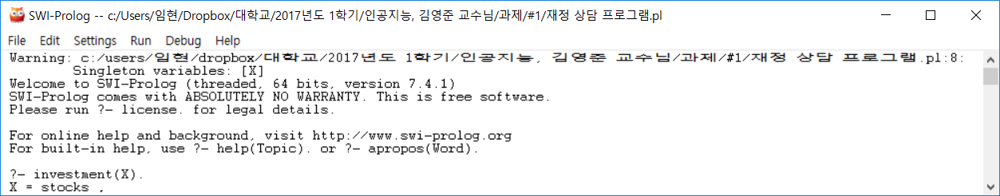 SWI-Prolog -- c:/Users/임현/Dropbox/대학교/2017년도 1학기/인공지능, 김영준 교수님/과제/#1/재정 상담 프로그램.pl
File Edit Settings Run Debug Help
Warning: c:/users/임현/dropbox/대학교/2017년도 1학기/인공지능, 김영준 교수님/과제/#1/재정 상담 프로그램.pl:8:
Singleton variables: [X]
Welcome to SWI-Prolog (threaded, 64 bits, version 7.4.1)
SWI-Prolog comes with ABSOLUTELY NO WARRANTY. This is free software.
Please run ?- license. for legal details.
For online help and background, visit http://www.swi-prolog.org
For built-in help, use ?- help(Topic). or ?- apropos(Word).
?- investment(X).
X = stocks ,